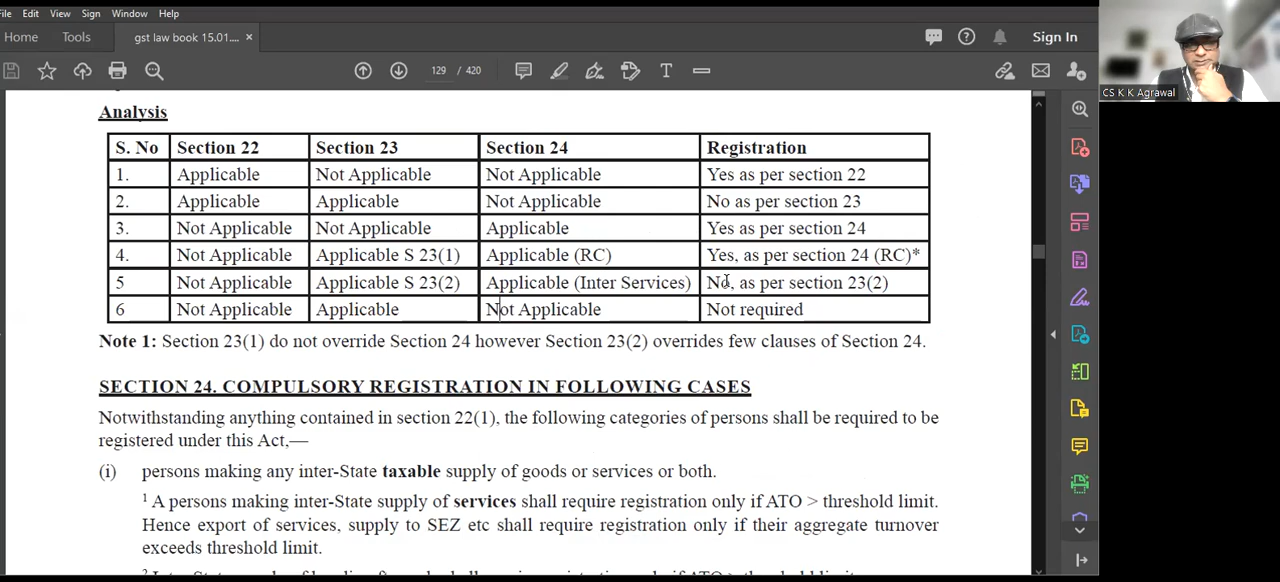 File Edit View Sign Window Help
Home Tools gst law book 15.01.... × Sign In
129 / 420
CS K K Agrawal
Analysis
S. No Section 22 Section 23 Section 24 Registration
1. Applicable Not Applicable Not Applicable Yes as per section 22
2. Applicable Applicable Not Applicable No as per section 23
3. Not Applicable Not Applicable Applicable Yes as per section 24
4. Not Applicable Applicable S 23(1) Applicable (RC) Yes, as per section 24 (RC)*
5 Not Applicable Applicable S 23(2) Applicable (Inter Services) No, as per section 23(2)
6 Not Applicable Applicable Not Applicable Not required
Note 1: Section 23(1) do not override Section 24 however Section 23(2) overrides few clauses of Section 24.
SECTION 24. COMPULSORY REGISTRATION IN FOLLOWING CASES
Notwithstanding anything contained in section 22(1), the following categories of persons shall be required to be
registered under this Act,—
(i) persons making any inter-State taxable supply of goods or services or both.
1 A persons making inter-State supply of services shall require registration only if ATO > threshold limit.
Hence export of services, supply to SEZ etc shall require registration only if their aggregate turnover
exceeds threshold limit.